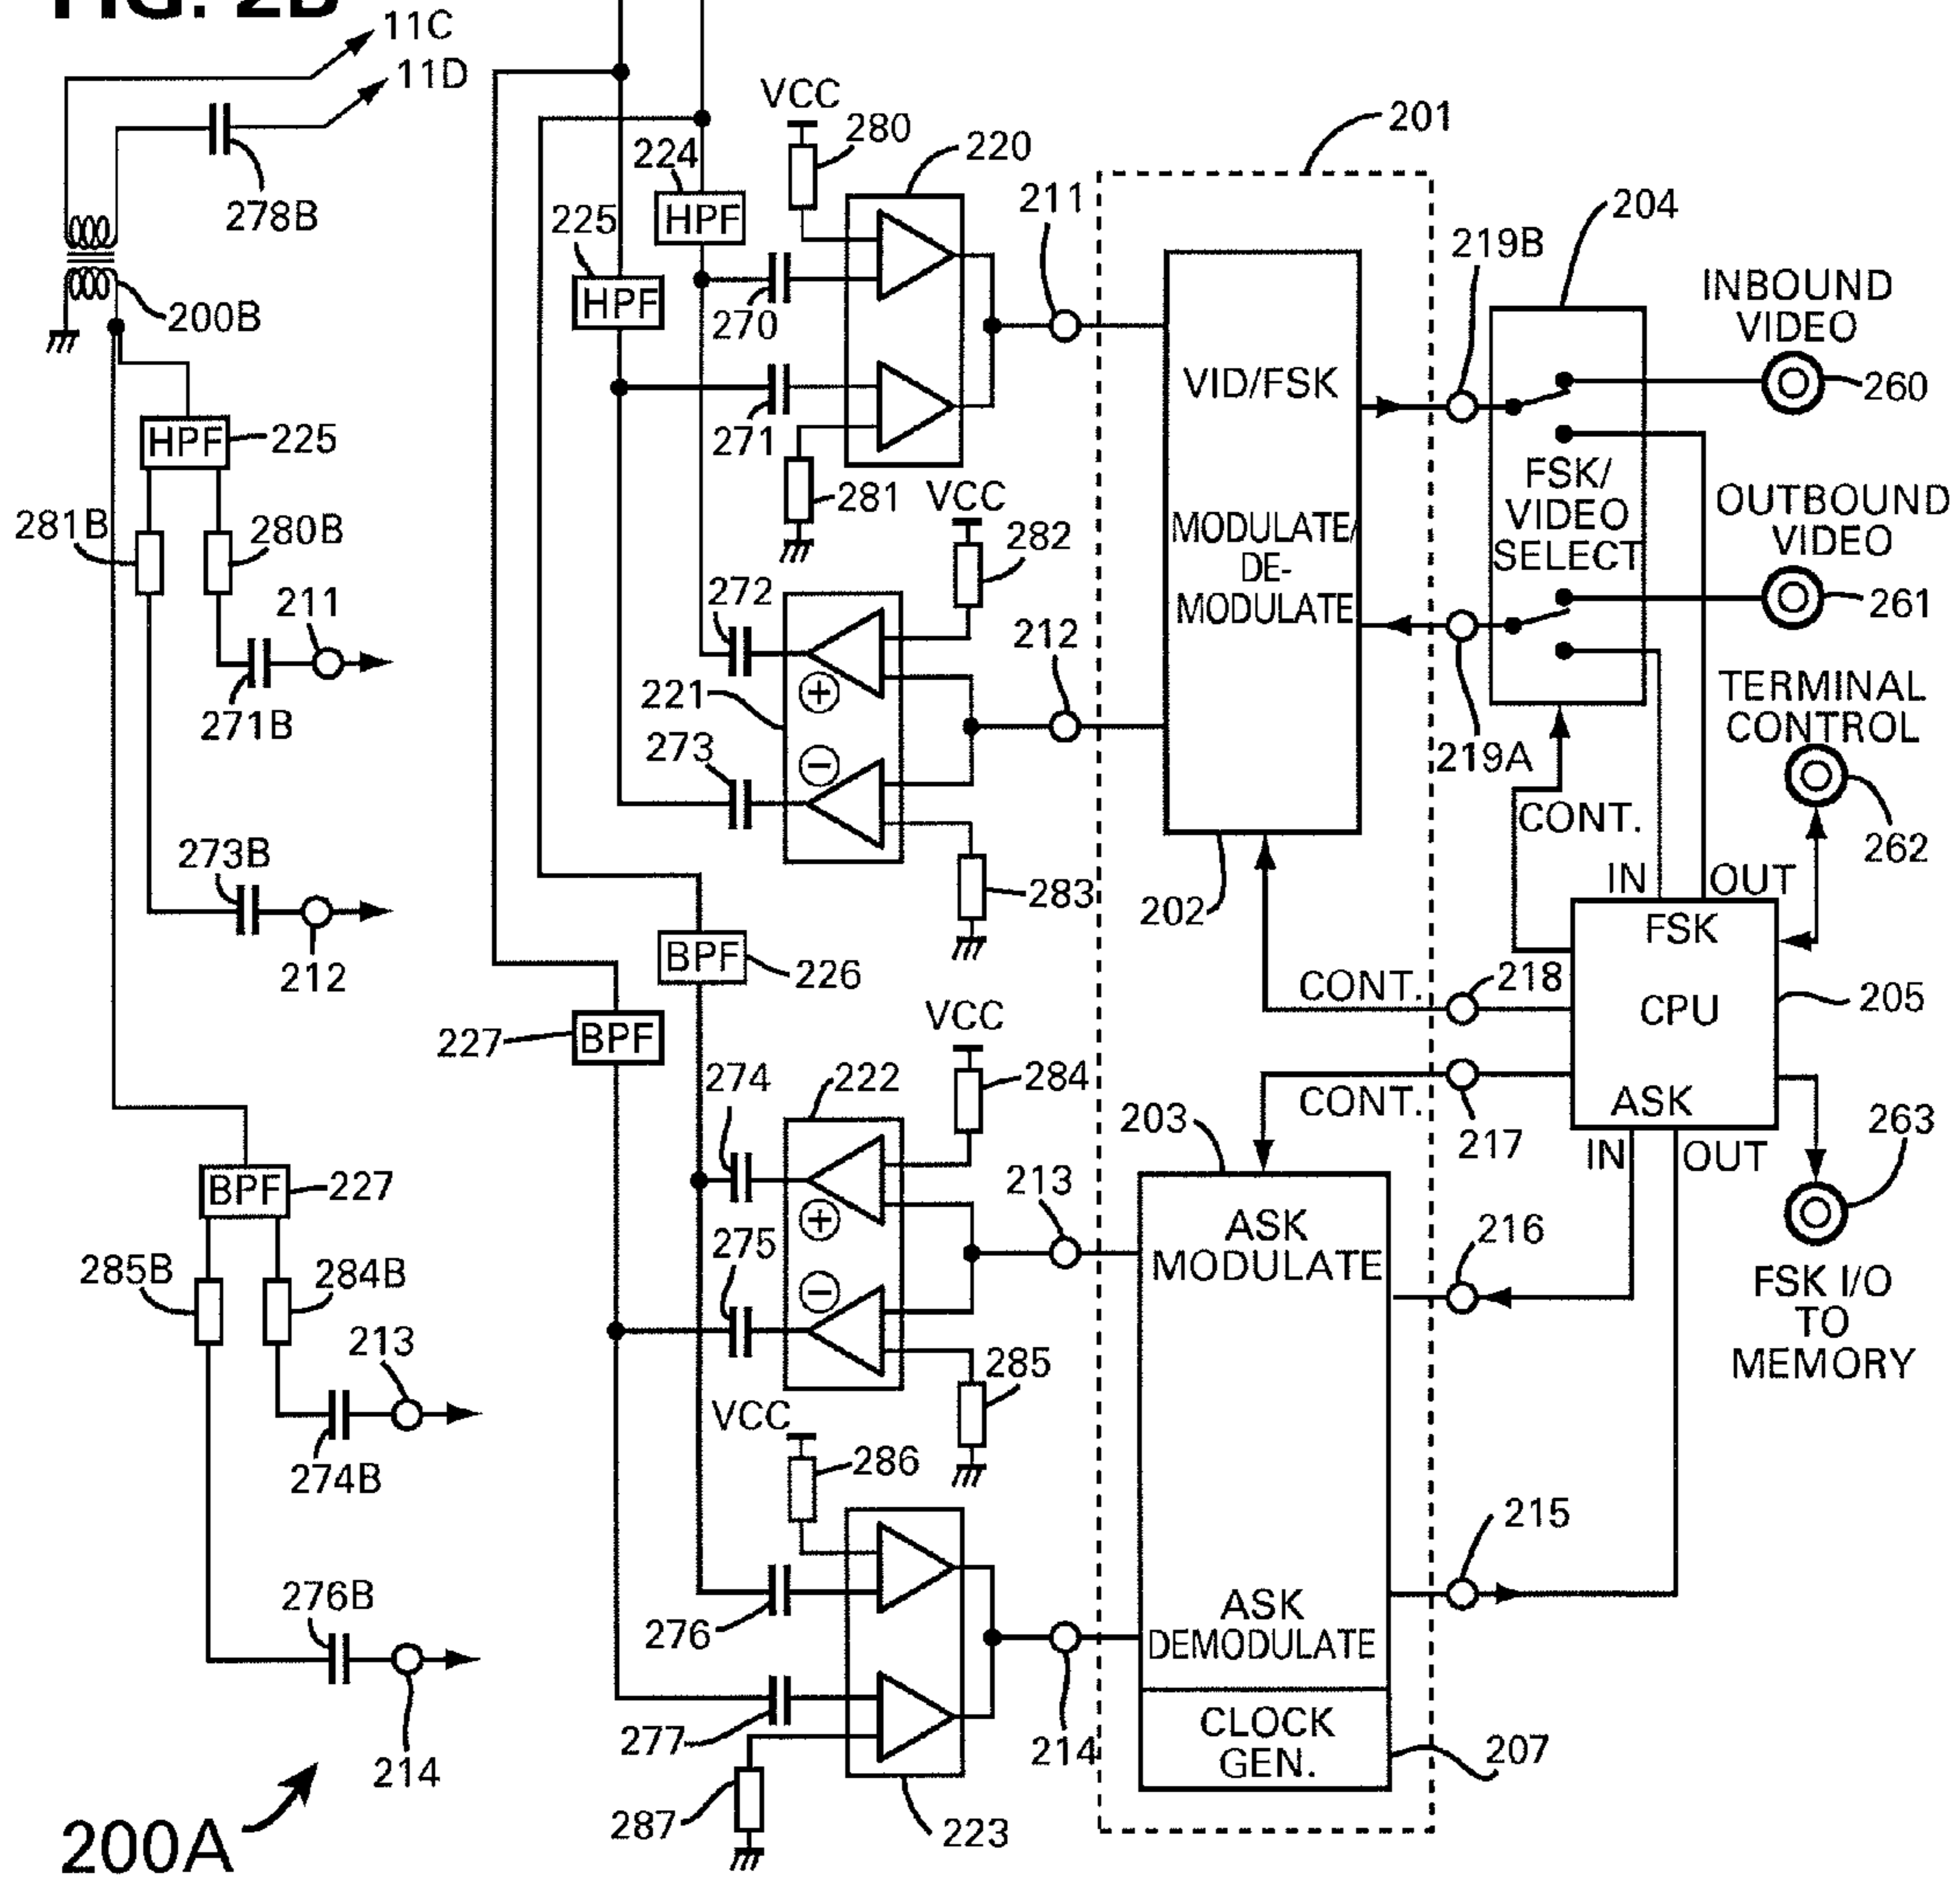 FIG. 2B
11C
11D
278B
200B
HPF
225
281B
280B
211
271B
273B
212
BPF
227
285B
284B
213
274B
276B
214
200A
VCC
280
220
224
HPF
225
HPF
270
271
281
211
201
VCC
282
272
221
273
+
−
212
283
BPF
226
227
BPF
VCC
284
274
222
275
+
−
213
285
VCC
286
276
277
287
223
214
VID/FSK
MODULATE/
DE-
MODULATE
202
203
ASK
MODULATE
ASK
DEMODULATE
CLOCK
GEN.
207
204
219B
FSK/
VIDEO
SELECT
219A
INBOUND
VIDEO
260
OUTBOUND
VIDEO
261
TERMINAL
CONTROL
262
CONT.
IN
OUT
FSK
CPU
ASK
205
CONT.
218
CONT.
217
IN
OUT
216
215
263
FSK I/O
TO
MEMORY